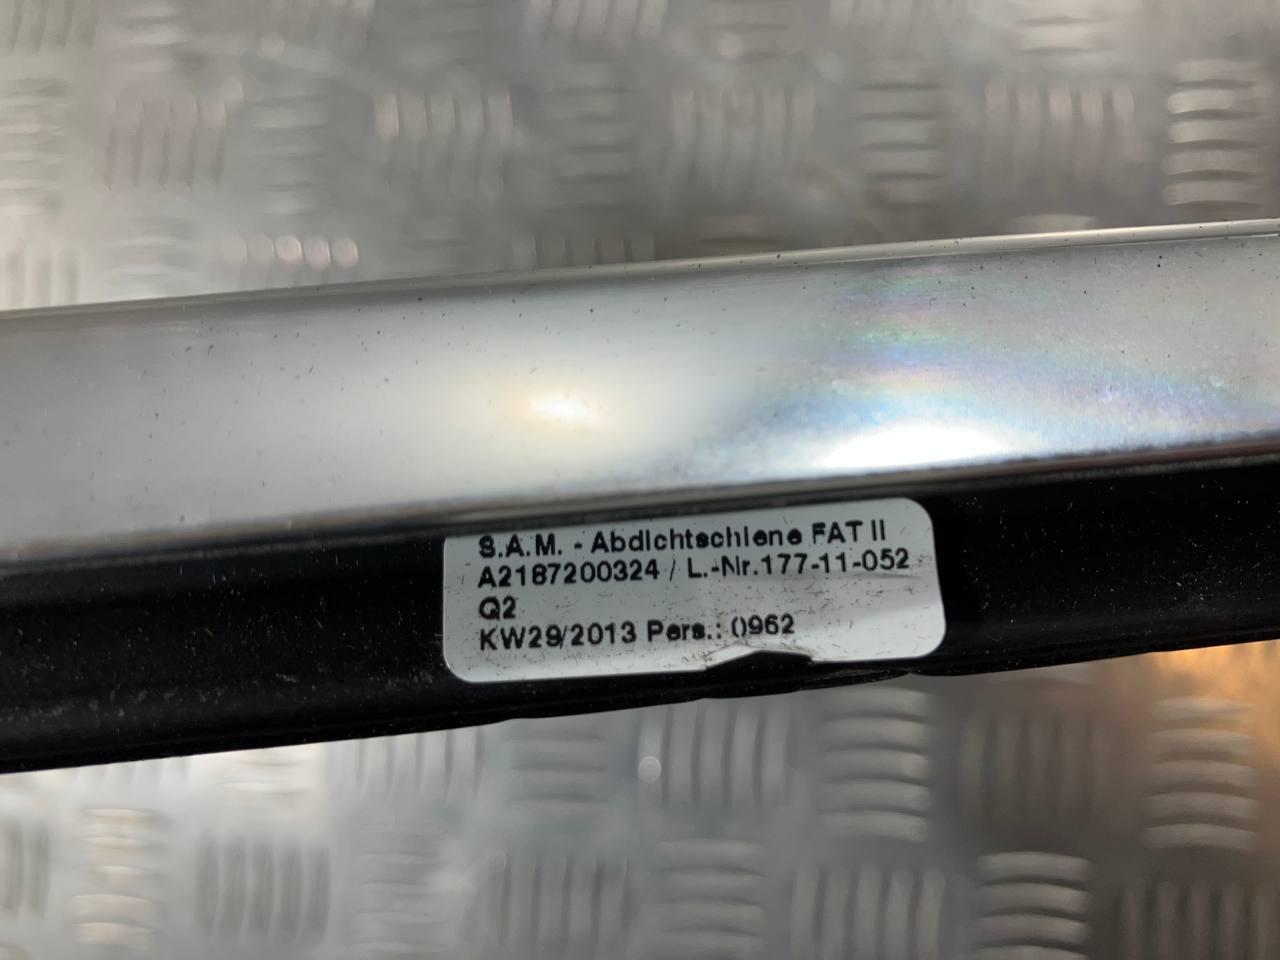 S.A.M. - Abdichtschiene FAT II
A2187200324 / L.-Nr.177-11-052
Q2
KW29/2013 Pers.: 0962